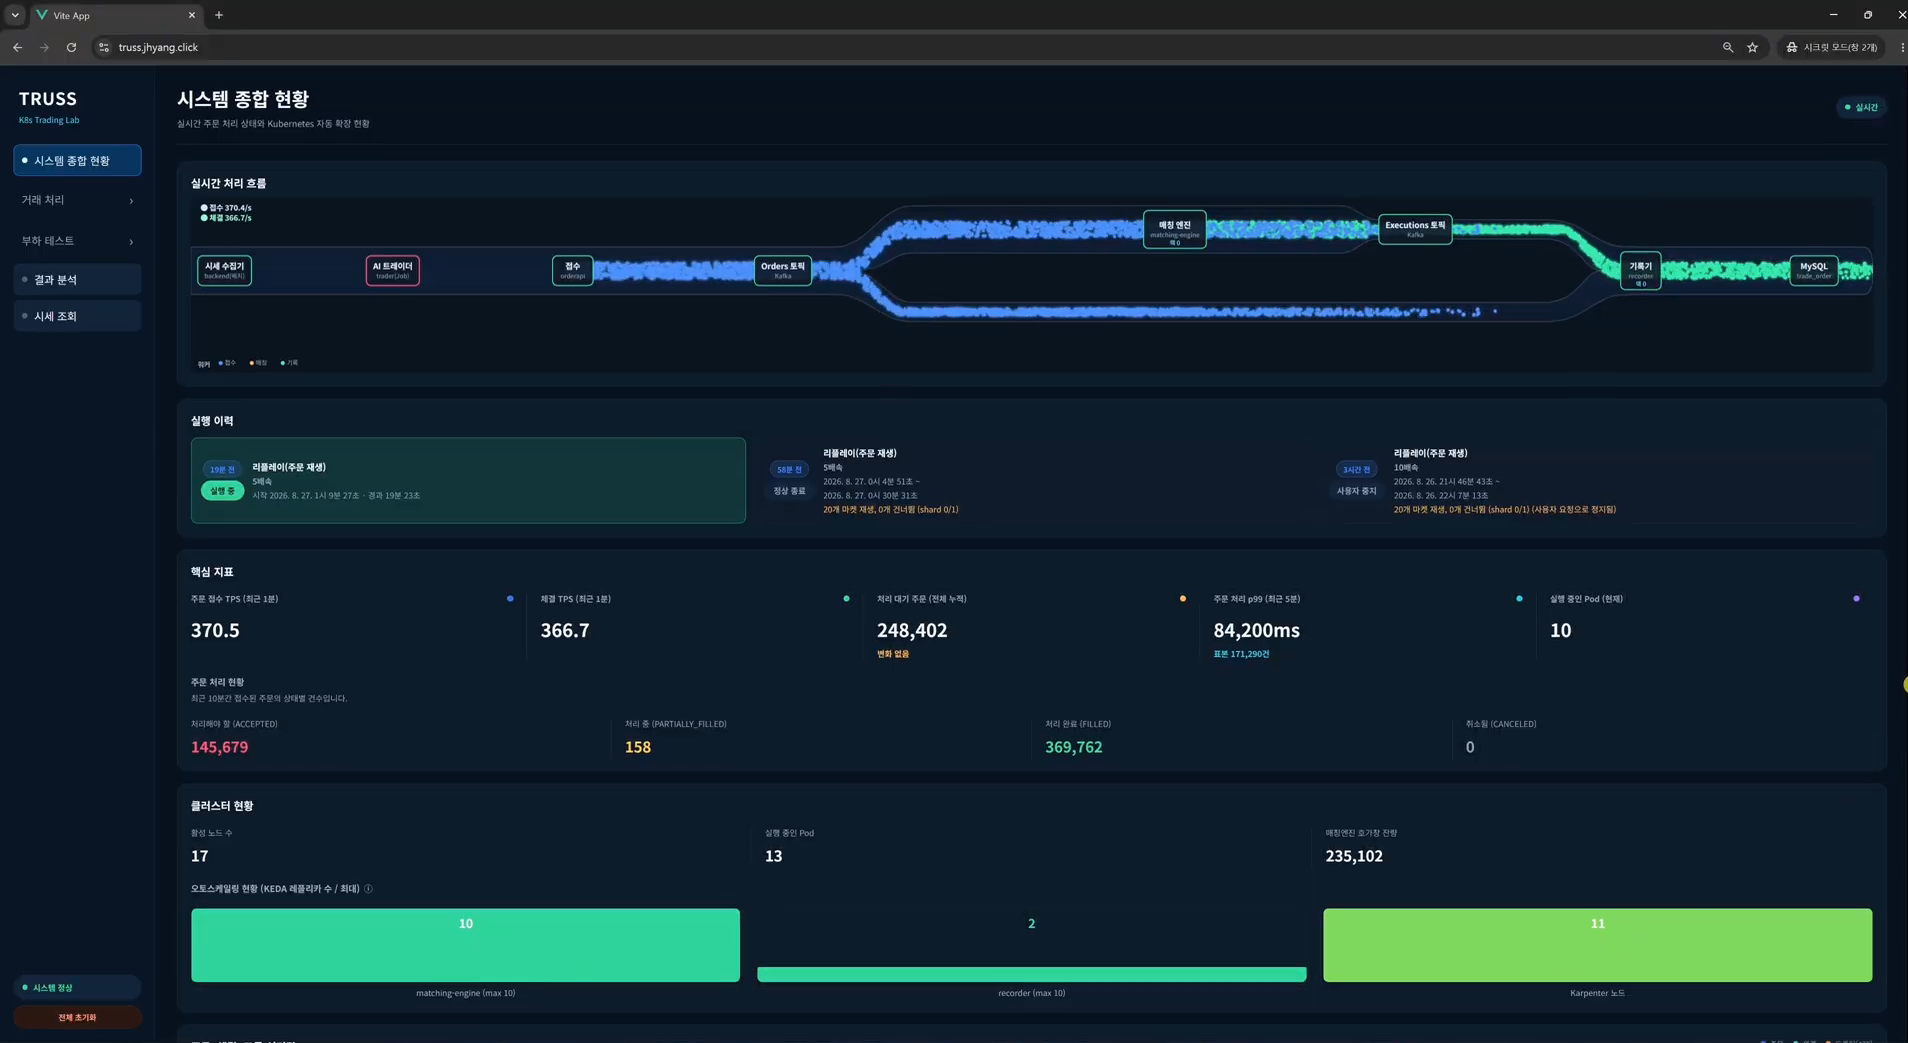 Vite App
truss.jhyang.click
시크릿 모드(창 2개)
TRUSS
K8s Trading Lab
시스템 종합 현황
거래 처리
부하 테스트
결과 분석
시세 조회
시스템 정상
전체 초기화
시스템 종합 현황
실시간 주문 처리 상태와 Kubernetes 자동 확장 현황
실시간
실시간 처리 흐름
접수 370.4/s
체결 366.7/s
시세 수집기
backend(배치)
AI 트레이더
trader(Job)
접수
orderapi
Orders 토픽
Kafka
매칭 엔진
matching-engine
랙 0
Executions 토픽
Kafka
기록기
recorder
랙 0
MySQL
trade_order
워커 접수 매칭 기록
실행 이력
19분 전
실행 중
리플레이(주문 재생)
5배속
시작 2026. 8. 27. 1시 9분 27초 · 경과 19분 23초
58분 전
정상 종료
리플레이(주문 재생)
5배속
2026. 8. 27. 0시 4분 51초 ~
2026. 8. 27. 0시 30분 31초
20개 마켓 재생, 0개 건너뜀 (shard 0/1)
3시간 전
사용자 중지
리플레이(주문 재생)
10배속
2026. 8. 26. 21시 46분 43초 ~
2026. 8. 26. 22시 7분 13초
20개 마켓 재생, 0개 건너뜀 (shard 0/1) (사용자 요청으로 정지됨)
핵심 지표
주문 접수 TPS (최근 1분)
370.5
체결 TPS (최근 1분)
366.7
처리 대기 주문 (전체 누적)
248,402
변화 없음
주문 처리 p99 (최근 5분)
84,200ms
표본 171,290건
실행 중인 Pod (현재)
10
주문 처리 현황
최근 10분간 접수된 주문의 상태별 건수입니다.
처리해야 할 (ACCEPTED)
145,679
처리 중 (PARTIALLY_FILLED)
158
처리 완료 (FILLED)
369,762
취소됨 (CANCELED)
0
클러스터 현황
활성 노드 수
17
실행 중인 Pod
13
매칭엔진 호가창 잔량
235,102
오토스케일링 현황 (KEDA 레플리카 수 / 최대)
10
matching-engine (max 10)
2
recorder (max 10)
11
Karpenter 노드